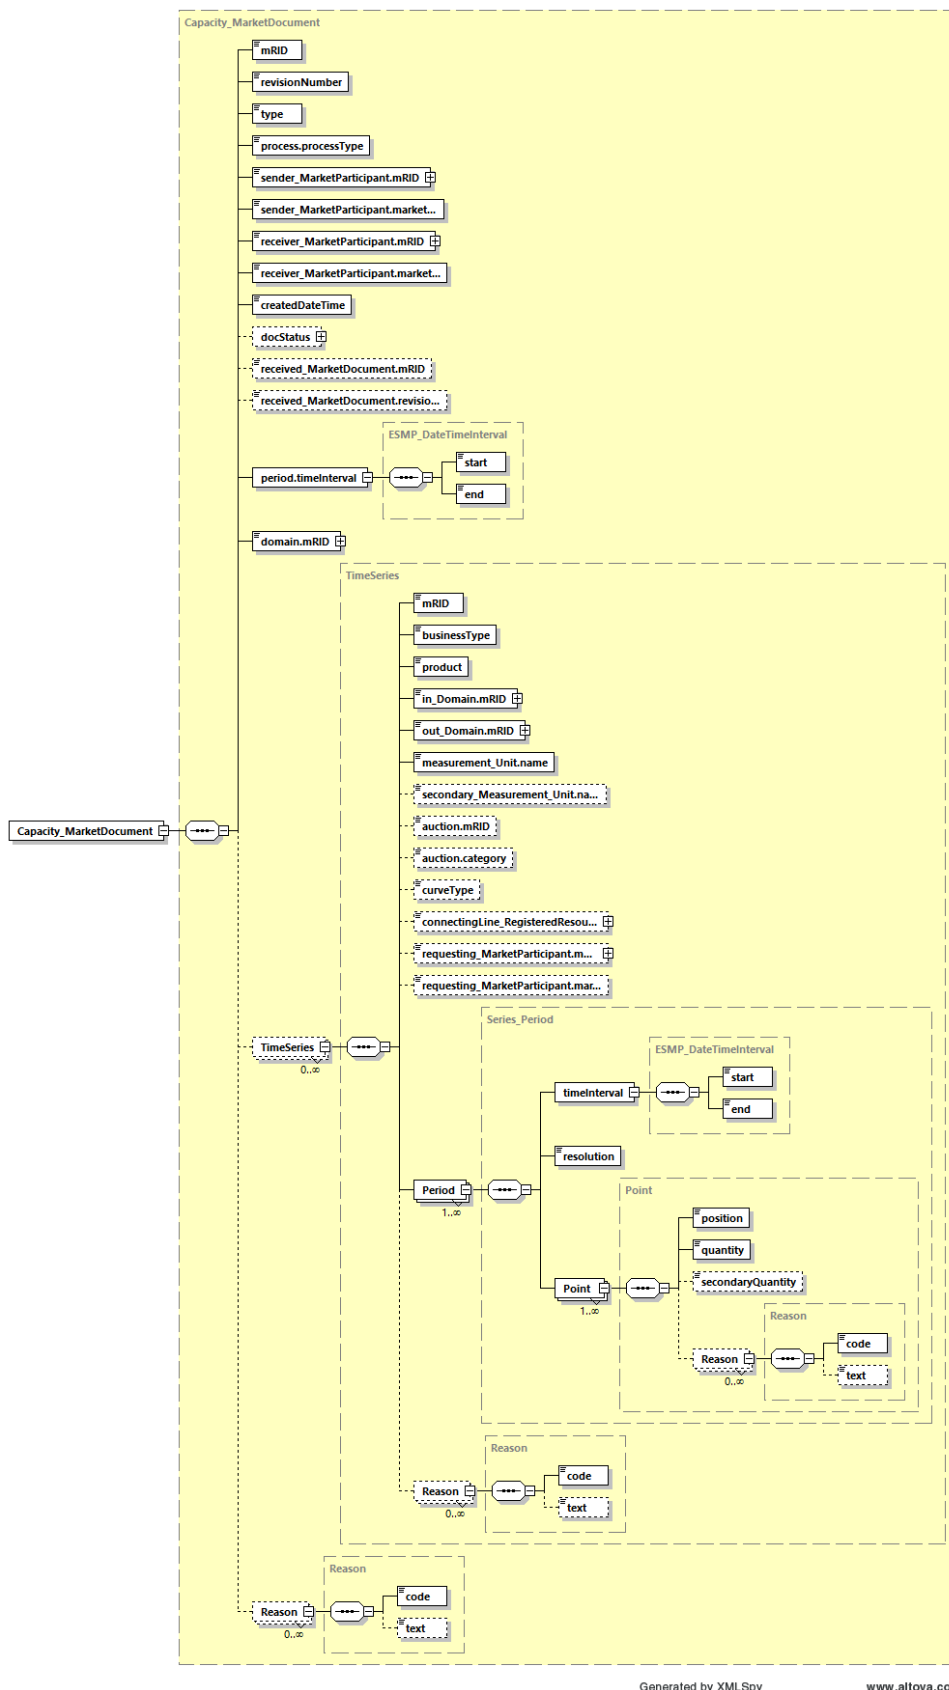 Capacity_MarketDocument
mRID
revisionNumber
type
process.processType
sender_MarketParticipant.mRID
sender_MarketParticipant.market...
receiver_MarketParticipant.mRID
receiver_MarketParticipant.market...
createdDateTime
docStatus
received_MarketDocument.mRID
received_MarketDocument.revisio...
ESMP_DateTimeInterval
start
period.timeInterval
end
domain.mRID
TimeSeries
mRID
businessType
product
in_Domain.mRID
out_Domain.mRID
measurement_Unit.name
secondary_Measurement_Unit.na...
auction.mRID
Capacity_MarketDocument
auction.category
curveType
connectingLine_RegisteredResou...
requesting_MarketParticipant.m...
requesting_MarketParticipant.mar...
Series_Period
TimeSeries
0..∞
ESMP_DateTimeInterval
start
timeInterval
end
resolution
Period
1..∞
Point
position
quantity
secondaryQuantity
Point
1..∞
Reason
code
Reason
0..∞
text
Reason
code
Reason
0..∞
text
Reason
code
Reason
0..∞
text
Generated by XMLSpy www.altova.co